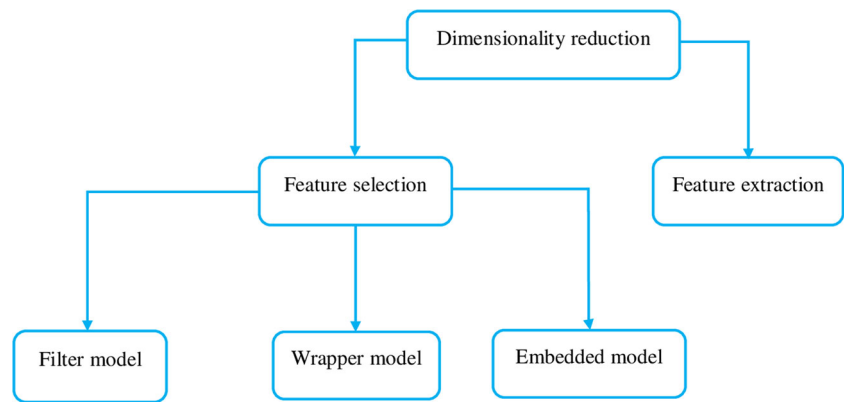 Dimensionality reduction
Feature selection
Feature extraction
Filter model
Wrapper model
Embedded model